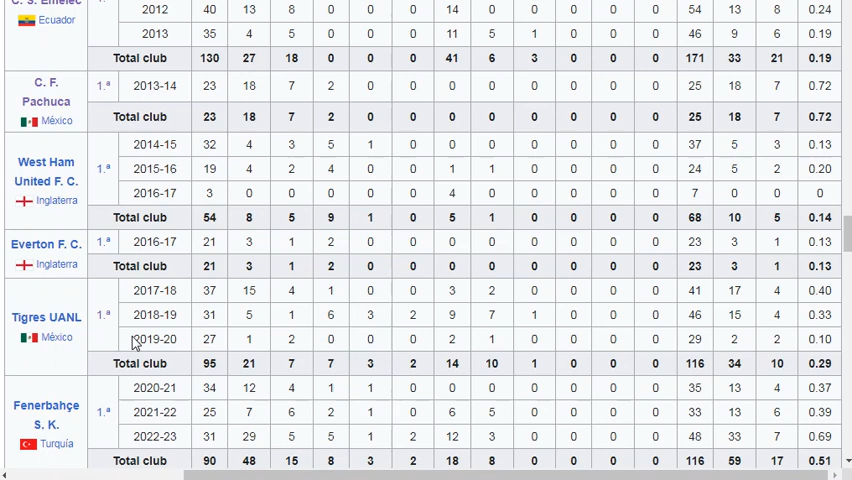 C. S. Emelec
Ecuador
2012 40 13 8 0 0 0 14 0 0 0 0 0 54 13 8 0.24
2013 35 4 5 0 0 0 11 5 1 0 0 0 46 9 6 0.19
Total club 130 27 18 0 0 0 41 6 3 0 0 0 171 33 21 0.19
C. F. Pachuca
México
1.ª
2013-14 23 18 7 2 0 0 0 0 0 0 0 0 25 18 7 0.72
Total club 23 18 7 2 0 0 0 0 0 0 0 0 25 18 7 0.72
West Ham United F. C.
Inglaterra
1.ª
2014-15 32 4 3 5 1 0 0 0 0 0 0 0 37 5 3 0.13
2015-16 19 4 2 4 0 0 1 1 0 0 0 0 24 5 2 0.20
2016-17 3 0 0 0 0 0 4 0 0 0 0 0 7 0 0 0
Total club 54 8 5 9 1 0 5 1 0 0 0 0 68 10 5 0.14
Everton F. C.
Inglaterra
1.ª
2016-17 21 3 1 2 0 0 0 0 0 0 0 0 23 3 1 0.13
Total club 21 3 1 2 0 0 0 0 0 0 0 0 23 3 1 0.13
Tigres UANL
México
1.ª
2017-18 37 15 4 1 0 0 3 2 0 0 0 0 41 17 4 0.40
2018-19 31 5 1 6 3 2 9 7 1 0 0 0 46 15 4 0.33
2019-20 27 1 2 0 0 0 2 1 0 0 0 0 29 2 2 0.10
Total club 95 21 7 7 3 2 14 10 1 0 0 0 116 34 10 0.29
Fenerbahçe S. K.
Turquía
1.ª
2020-21 34 12 4 1 1 0 0 0 0 0 0 0 35 13 4 0.37
2021-22 25 7 6 2 1 0 6 5 0 0 0 0 33 13 6 0.39
2022-23 31 29 5 5 1 2 12 3 0 0 0 0 48 33 7 0.69
Total club 90 48 15 8 3 2 18 8 0 0 0 0 116 59 17 0.51